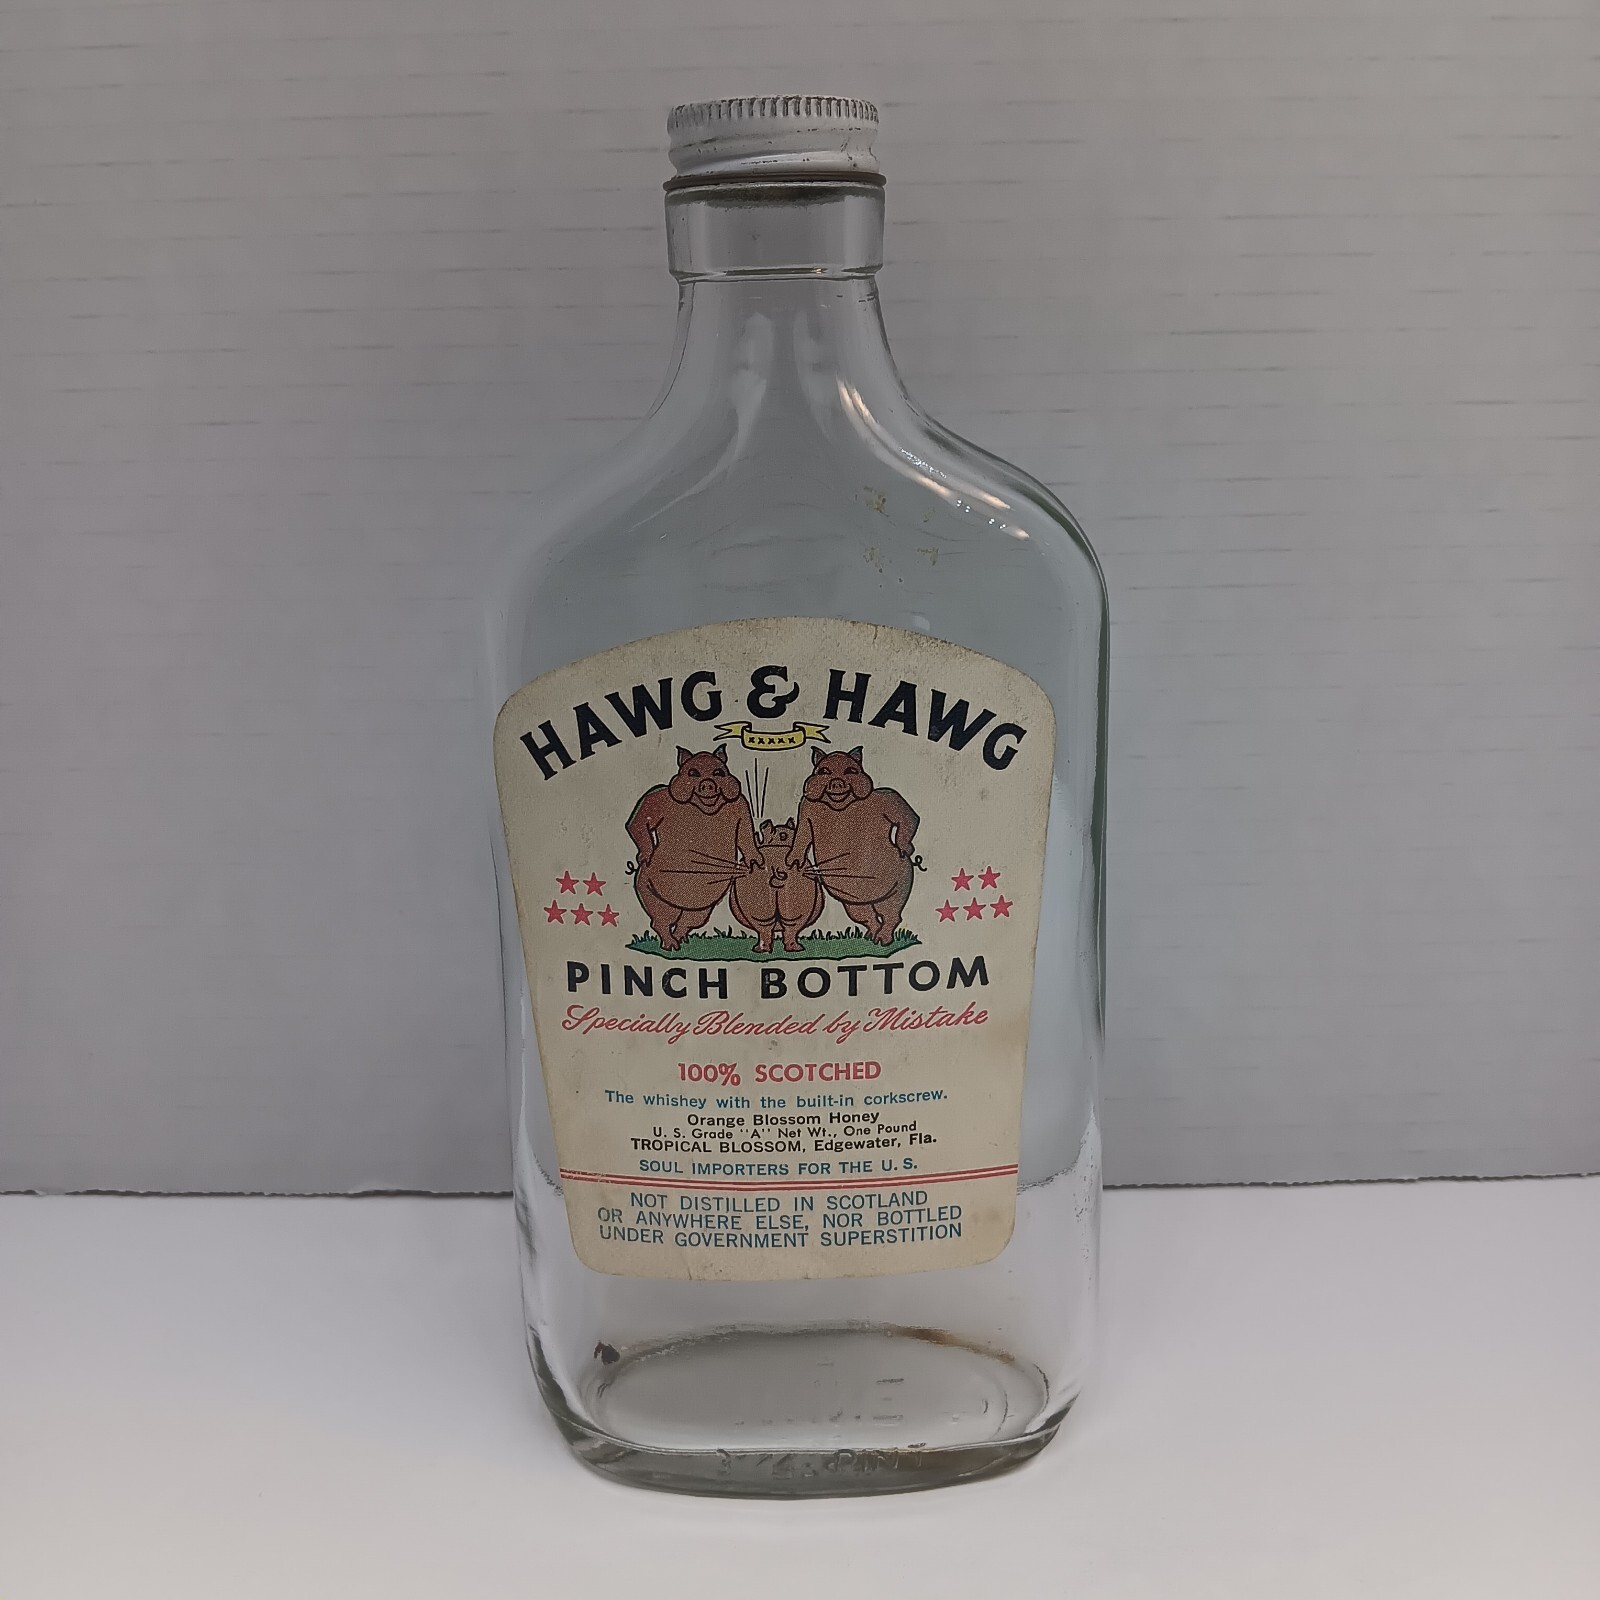 HAWG & HAWG
xxxxx
PINCH BOTTOM
Specially Blended by Mistake
100% SCOTCHED
The whiskey with the built-in corkscrew.
Orange Blossom Honey
U. S. Grade "A" Net Wt., One Pound
TROPICAL BLOSSOM, Edgewater, Fla.
SOUL IMPORTERS FOR THE U. S.
NOT DISTILLED IN SCOTLAND
OR ANYWHERE ELSE, NOR BOTTLED
UNDER GOVERNMENT SUPERSTITION
PINT